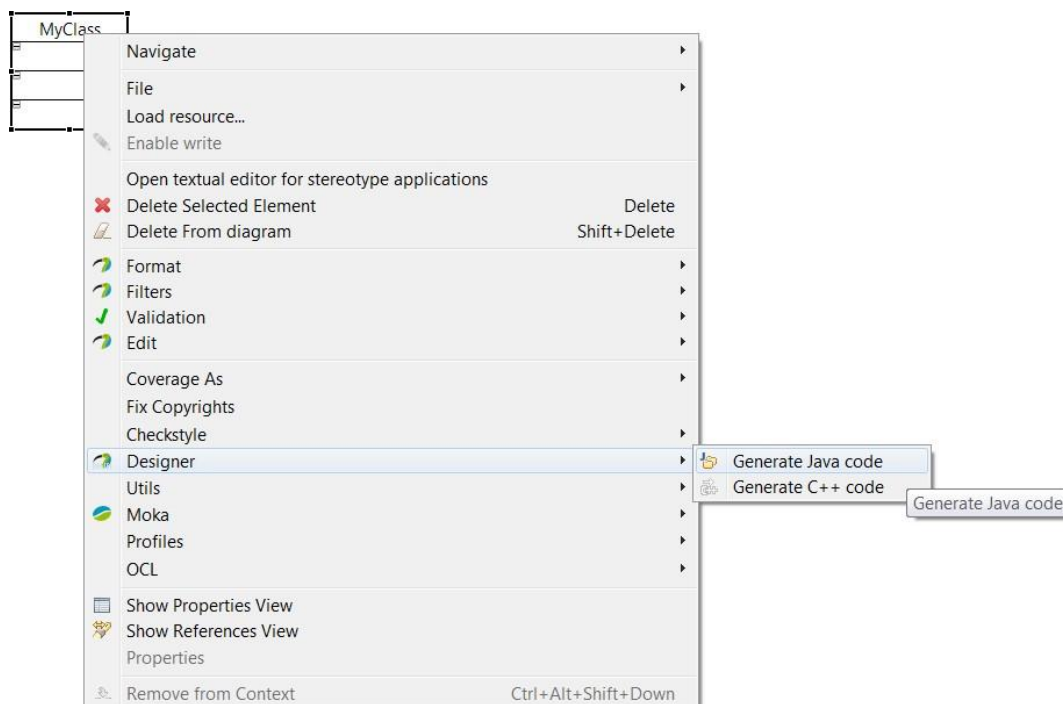 MyClass
Navigate
File
Load resource...
Enable write
Open textual editor for stereotype applications
Delete Selected Element Delete
Delete From diagram Shift+Delete
Format
Filters
Validation
Edit
Coverage As
Fix Copyrights
Checkstyle
Designer
Generate Java code
Utils
Generate C++ code
Generate Java code
Moka
Profiles
OCL
Show Properties View
Show References View
Properties
Remove from Context Ctrl+Alt+Shift+Down